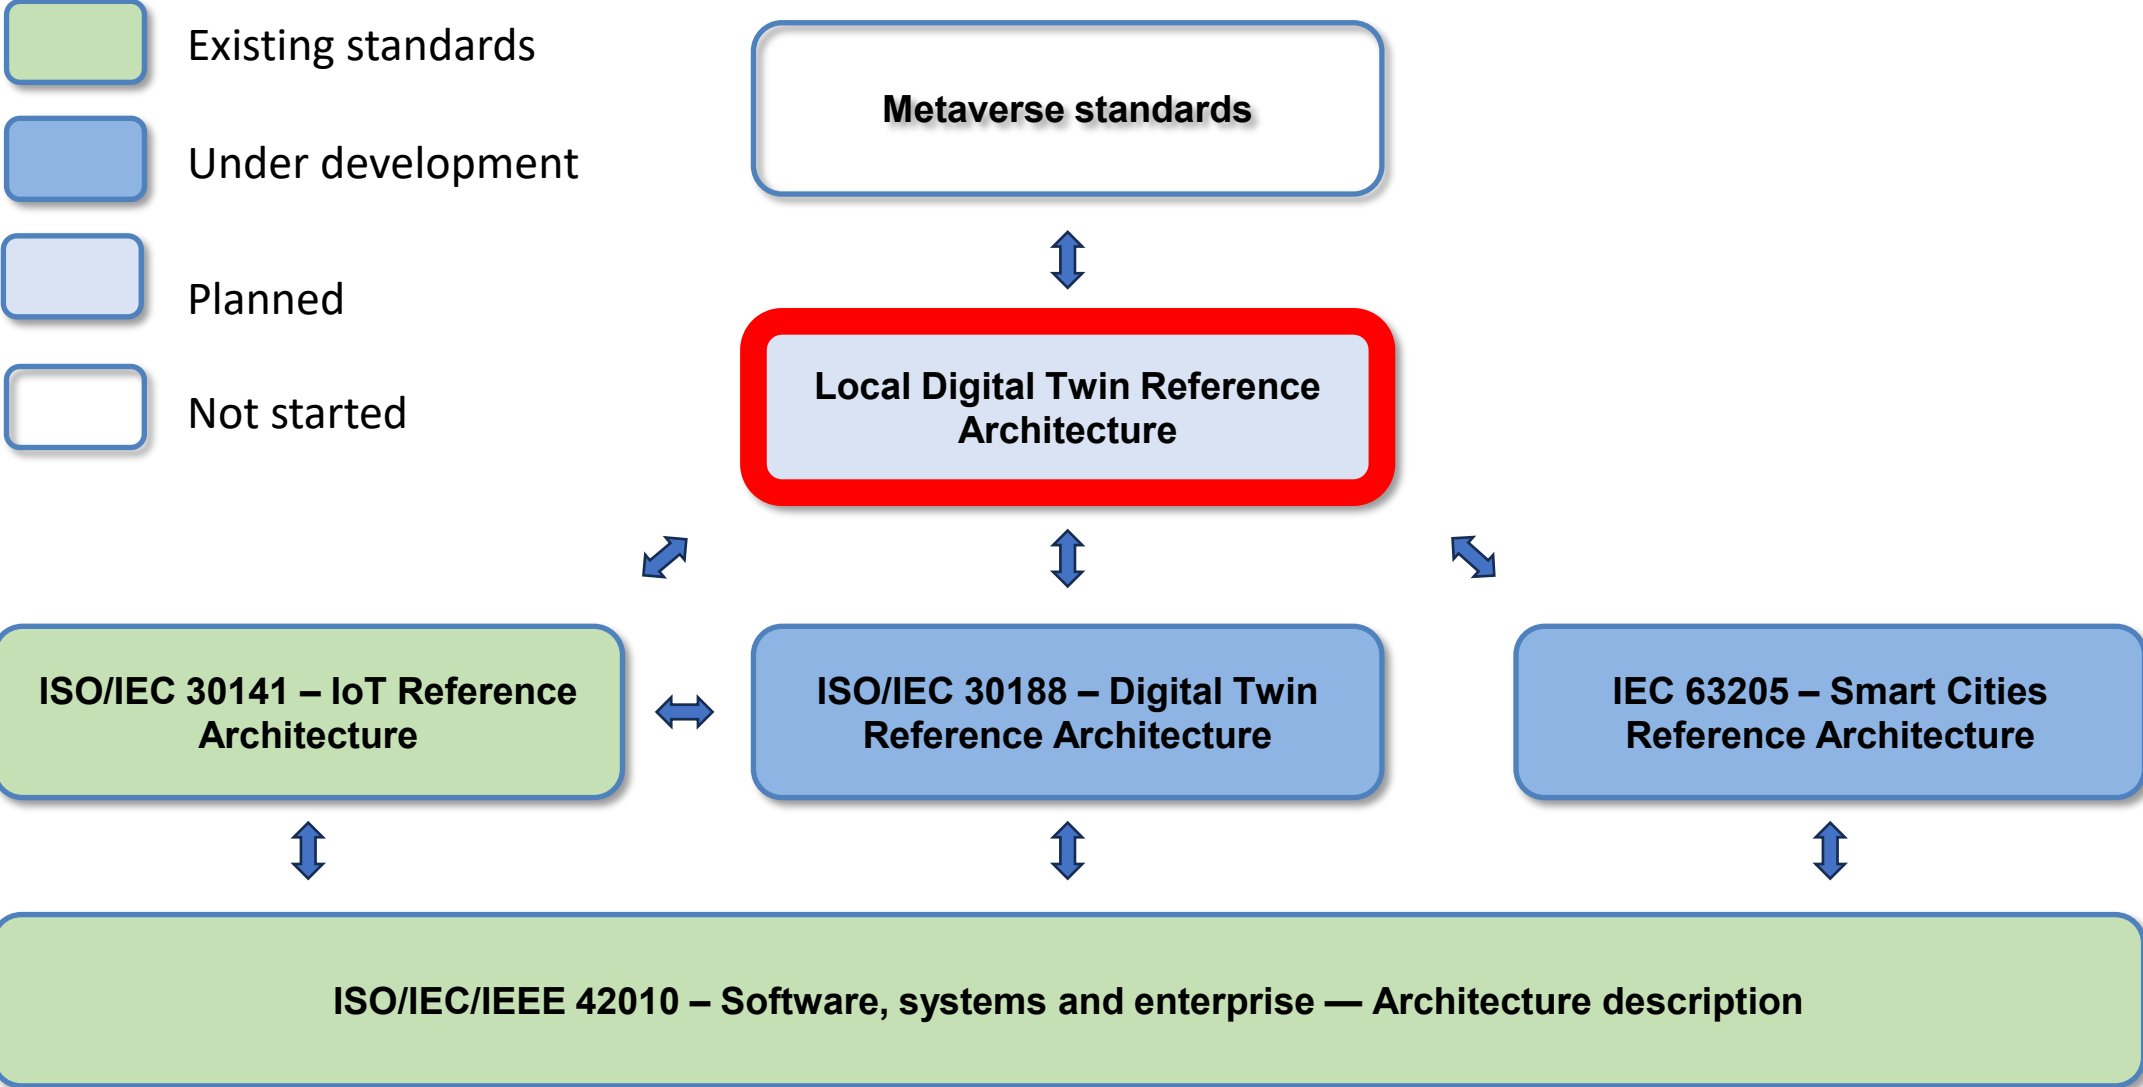 Existing standards
Under development
Planned
Not started
Metaverse standards
Local Digital Twin Reference
Architecture
ISO/IEC 30141 – IoT Reference
Architecture
ISO/IEC 30188 – Digital Twin
Reference Architecture
IEC 63205 – Smart Cities
Reference Architecture
ISO/IEC/IEEE 42010 – Software, systems and enterprise — Architecture description